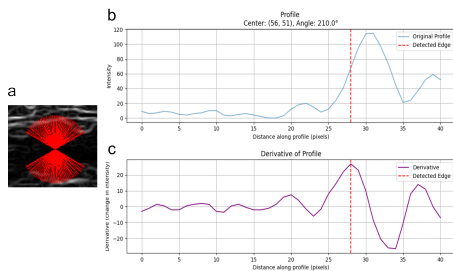 a
b
Profile
Center: (56, 51), Angle: 210.0°
120
100
80
60
40
20
0
Intensity
0 5 10 15 20 25 30 35 40
Distance along profile (pixels)
Original Profile
Detected Edge
c
Derivative of Profile
20
10
0
−10
−20
Derivative (change in intensity)
0 5 10 15 20 25 30 35 40
Distance along profile (pixels)
Derivative
Detected Edge